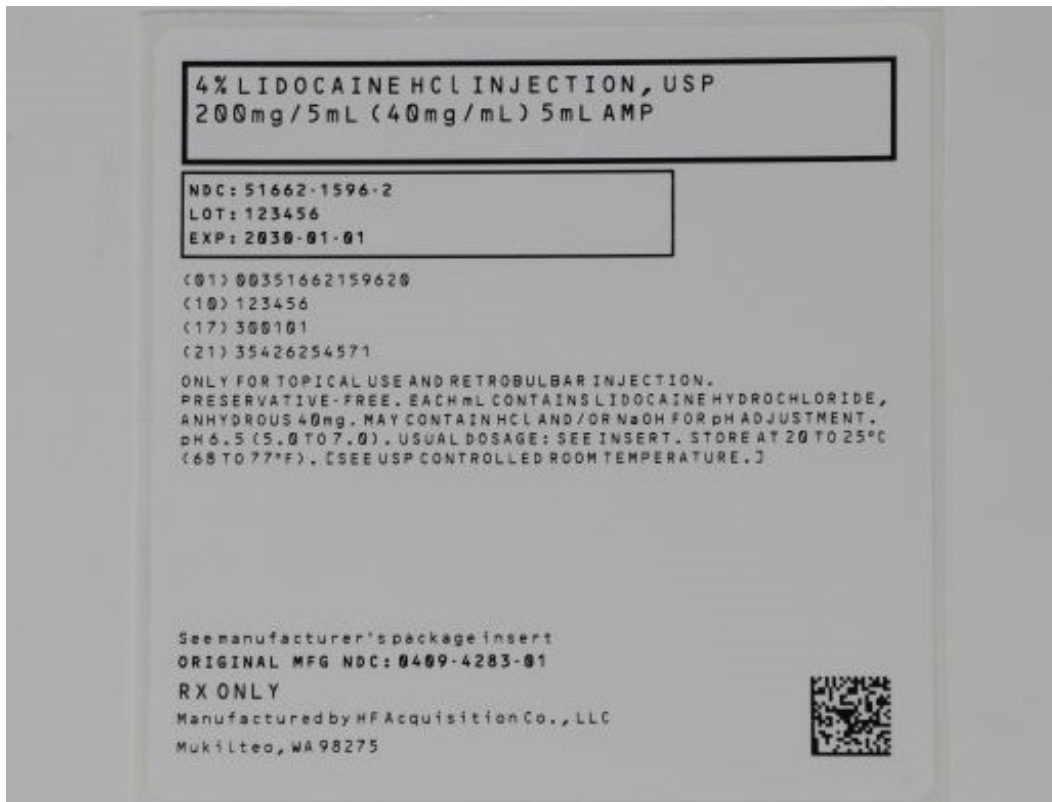 4% LIDOCAINE HCl INJECTION, USP
200mg/5mL (40mg/mL) 5mL AMP
NDC: 51662-1596-2
LOT: 123456
EXP: 2030-01-01
(01) 00351662159620
(10) 123456
(17) 300101
(21) 35426254571
ONLY FOR TOPICAL USE AND RETROBULBAR INJECTION.
PRESERVATIVE-FREE. EACH mL CONTAINS LIDOCAINE HYDROCHLORIDE,
ANHYDROUS 40mg. MAY CONTAIN HCl AND/OR NaOH FOR pH ADJUSTMENT.
pH 6.5 (5.0 TO 7.0). USUAL DOSAGE: SEE INSERT. STORE AT 20 TO 25°C
(68 TO 77°F). [SEE USP CONTROLLED ROOM TEMPERATURE.]
See manufacturer's package insert
ORIGINAL MFG NDC: 0409-4283-01
RX ONLY
Manufactured by HF Acquisition Co., LLC
Mukilteo, WA 98275